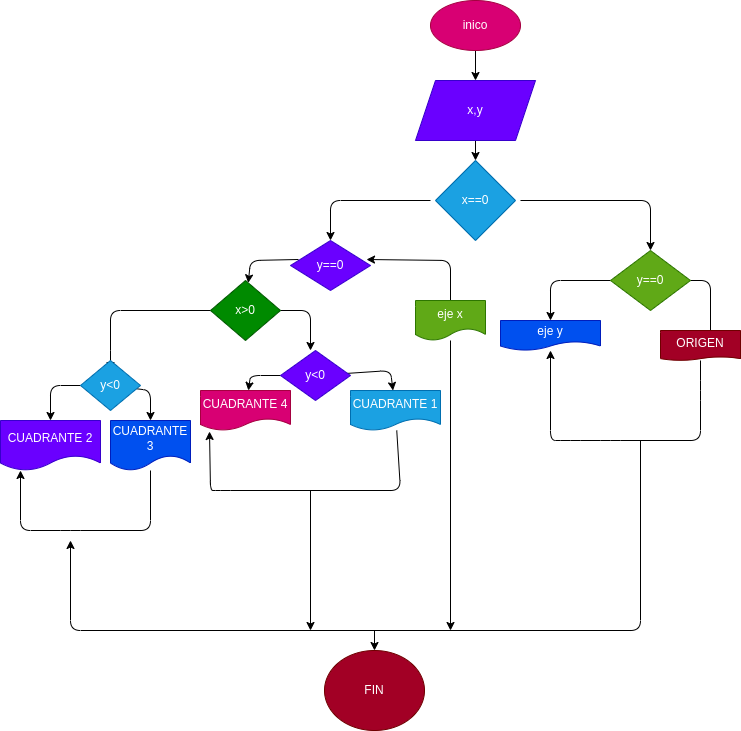 inico
x,y
x==0
y==0
y==0
x>0
eje x
eje y
ORIGEN
y<0
y<0
CUADRANTE 4
CUADRANTE 1
CUADRANTE 2
CUADRANTE
3
FIN